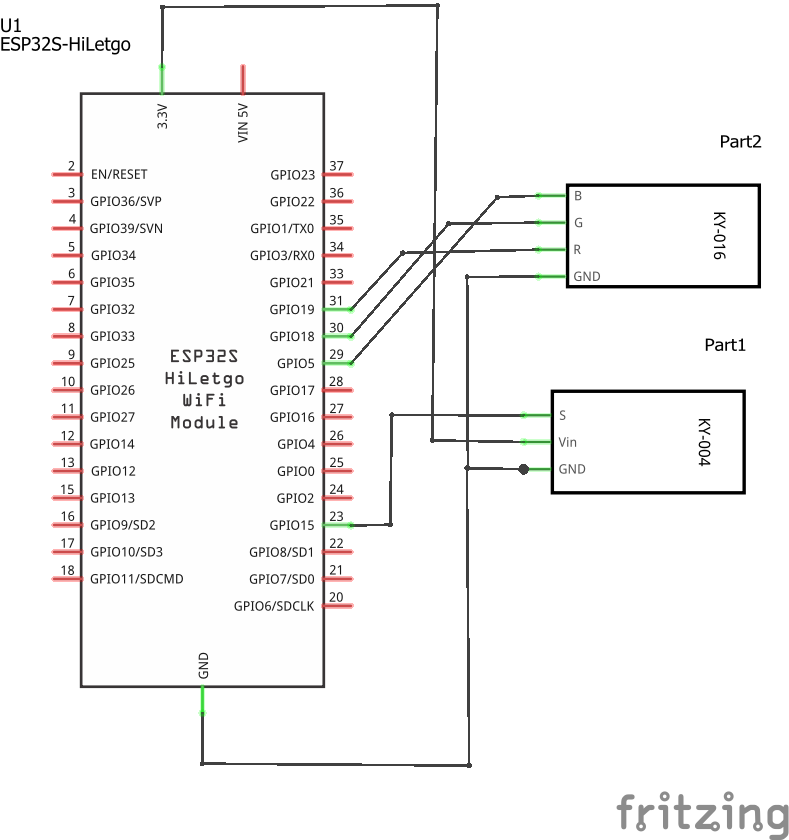 U1
ESP32S-HiLetgo
3.3V
VIN 5V
2 EN/RESET
3 GPIO36/SVP
4 GPIO39/SVN
5 GPIO34
6 GPIO35
7 GPIO32
8 GPIO33
9 GPIO25
10 GPIO26
11 GPIO27
12 GPIO14
13 GPIO12
15 GPIO13
16 GPIO9/SD2
17 GPIO10/SD3
18 GPIO11/SDCMD
ESP32S
HiLetgo
WiFi
Module
GPIO23 37
GPIO22 36
GPIO1/TX0 35
GPIO3/RX0 34
GPIO21 33
GPIO19 31
GPIO18 30
GPIO5 29
GPIO17 28
GPIO16 27
GPIO4 26
GPIO0 25
GPIO2 24
GPIO15 23
GPIO8/SD1 22
GPIO7/SD0 21
GPIO6/SDCLK 20
GND
Part2
B
G
R
GND
KY-016
Part1
S
Vin
GND
KY-004
fritzing